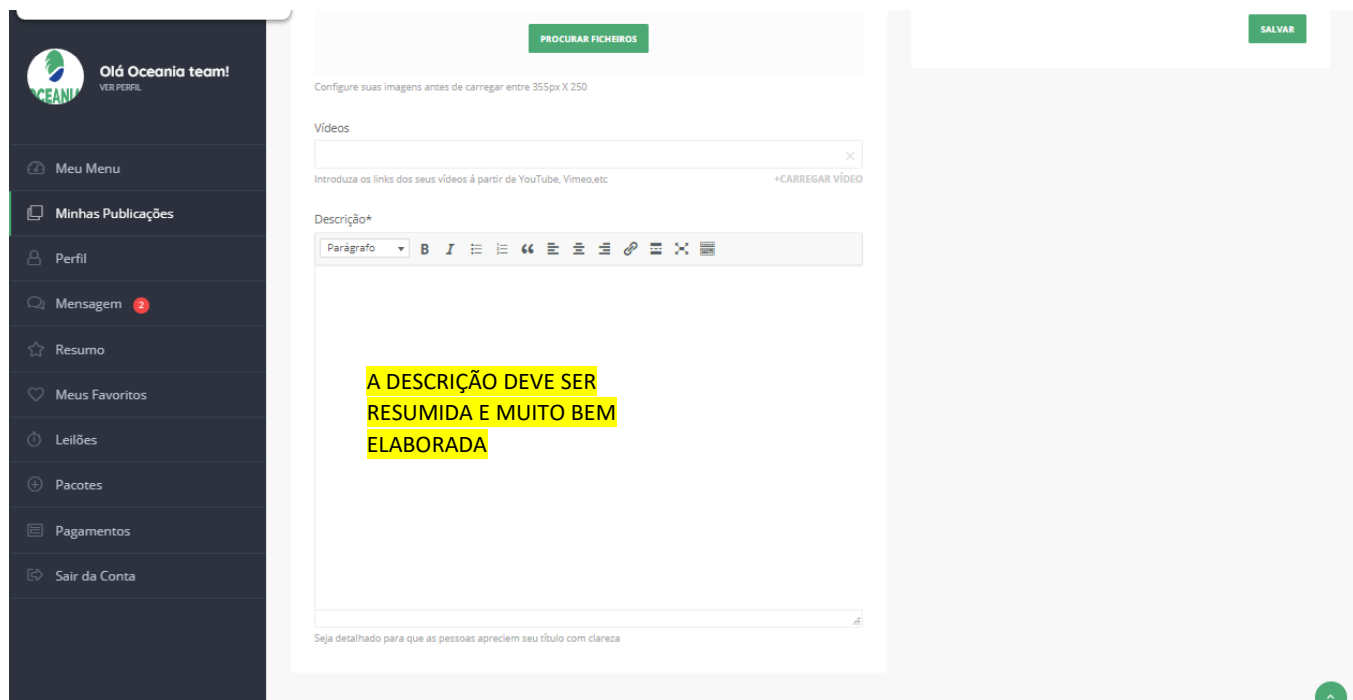 PROCURAR FICHEIROS
SALVAR
Olá Oceania team!
VER PERFIL
OCEANIA
Configure suas imagens antes de carregar entre 355px X 250
Vídeos
Introduza os links dos seus vídeos á partir de YouTube, Vimeo,etc
+CARREGAR VÍDEO
Meu Menu
Minhas Publicações
Perfil
Mensagem 2
Resumo
Meus Favoritos
Leilões
Pacotes
Pagamentos
Sair da Conta
Descrição*
Parágrafo
B I
A DESCRIÇÃO DEVE SER
RESUMIDA E MUITO BEM
ELABORADA
Seja detalhado para que as pessoas apreciem seu título com clareza